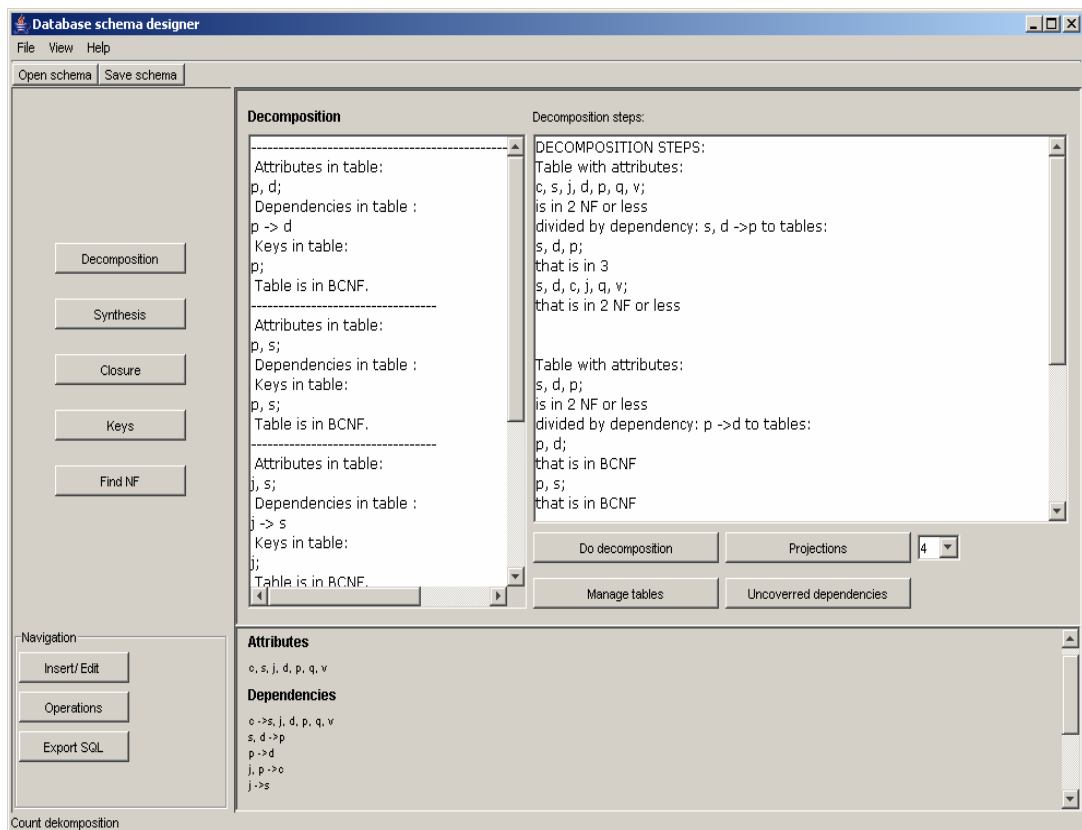 Database schema designer
File View Help
Open schema Save schema
Decomposition
Synthesis
Closure
Keys
Find NF
Decomposition
-----------------------------------------------
Attributes in table:
p, d;
Dependencies in table :
p -> d
Keys in table:
p;
Table is in BCNF.
----------------------------------
Attributes in table:
p, s;
Dependencies in table :
Keys in table:
p, s;
Table is in BCNF.
----------------------------------
Attributes in table:
j, s;
Dependencies in table :
j -> s
Keys in table:
j;
Table is in BCNF.
Decomposition steps:
DECOMPOSITION STEPS:
Table with attributes:
c, s, j, d, p, q, v;
is in 2 NF or less
divided by dependency: s, d ->p to tables:
s, d, p;
that is in 3
s, d, c, j, q, v;
that is in 2 NF or less
Table with attributes:
s, d, p;
is in 2 NF or less
divided by dependency: p ->d to tables:
p, d;
that is in BCNF
p, s;
that is in BCNF
Do decomposition Projections 4
Manage tables Uncoverred dependencies
Navigation
Insert/Edit
Operations
Export SQL
Attributes
c, s, j, d, p, q, v
Dependencies
c ->s, j, d, p, q, v
s, d ->p
p ->d
j, p ->c
j ->s
Count dekomposition